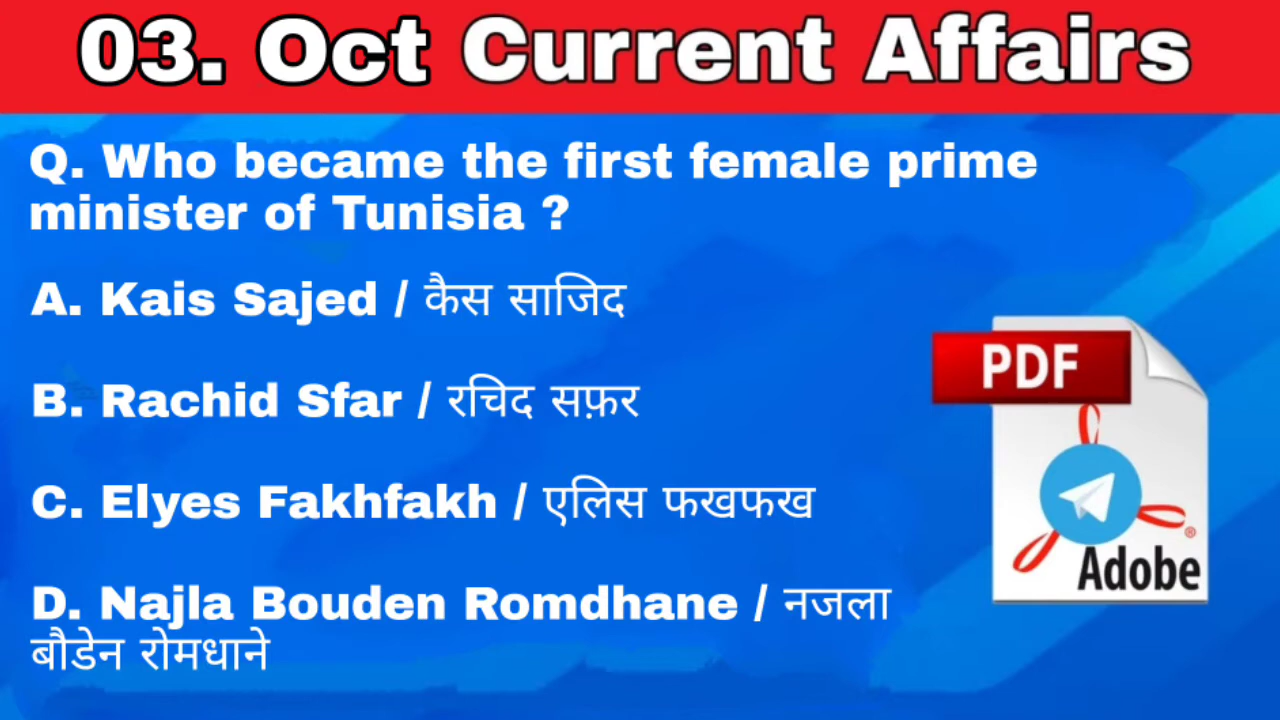 03. Oct Current Affairs
Q. Who became the first female prime
minister of Tunisia ?
A. Kais Sajed / कैस साजिद
B. Rachid Sfar / रचिद सफ़र
C. Elyes Fakhfakh / एलिस फखफख
D. Najla Bouden Romdhane / नजला
बौडेन रोमधाने
PDF
®
Adobe